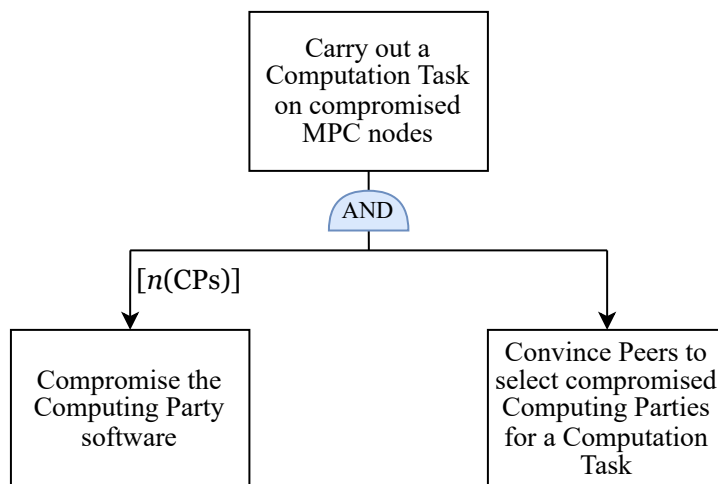 Carry out a
Computation Task
on compromised
MPC nodes
AND
[n(CPs)]
Compromise the
Computing Party
software
Convince Peers to
select compromised
Computing Parties
for a Computation
Task